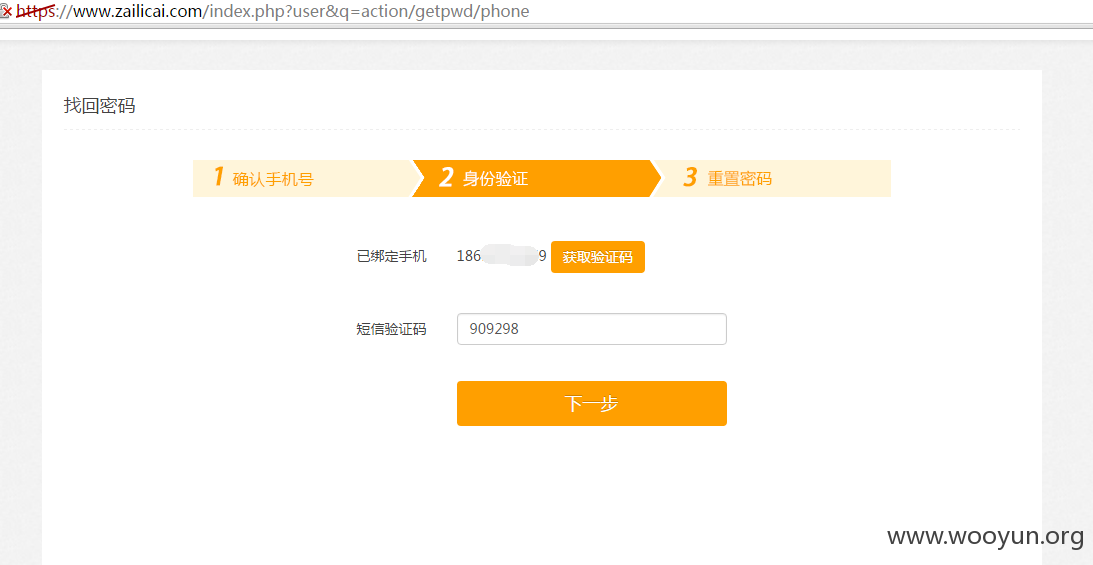 https://www.zailicai.com/index.php?user&q=action/getpwd/phone
找回密码
1 确认手机号 2 身份验证 3 重置密码
已绑定手机 186 9 获取验证码
短信验证码 909298
下一步
www.wooyun.org